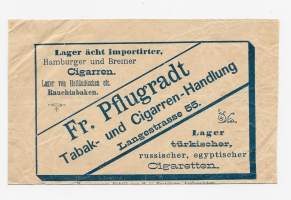 Lager ächt Importirter,
Hamburger und Bremer
Cigarren.
Lager von Holländischen etc.
Rauchtabaken.
Fr. Pflugradt
Tabak- und Cigarren-Handlung
Langestrasse 55.
Lager
türkischer,
russischer, egyptischer
Cigaretten.